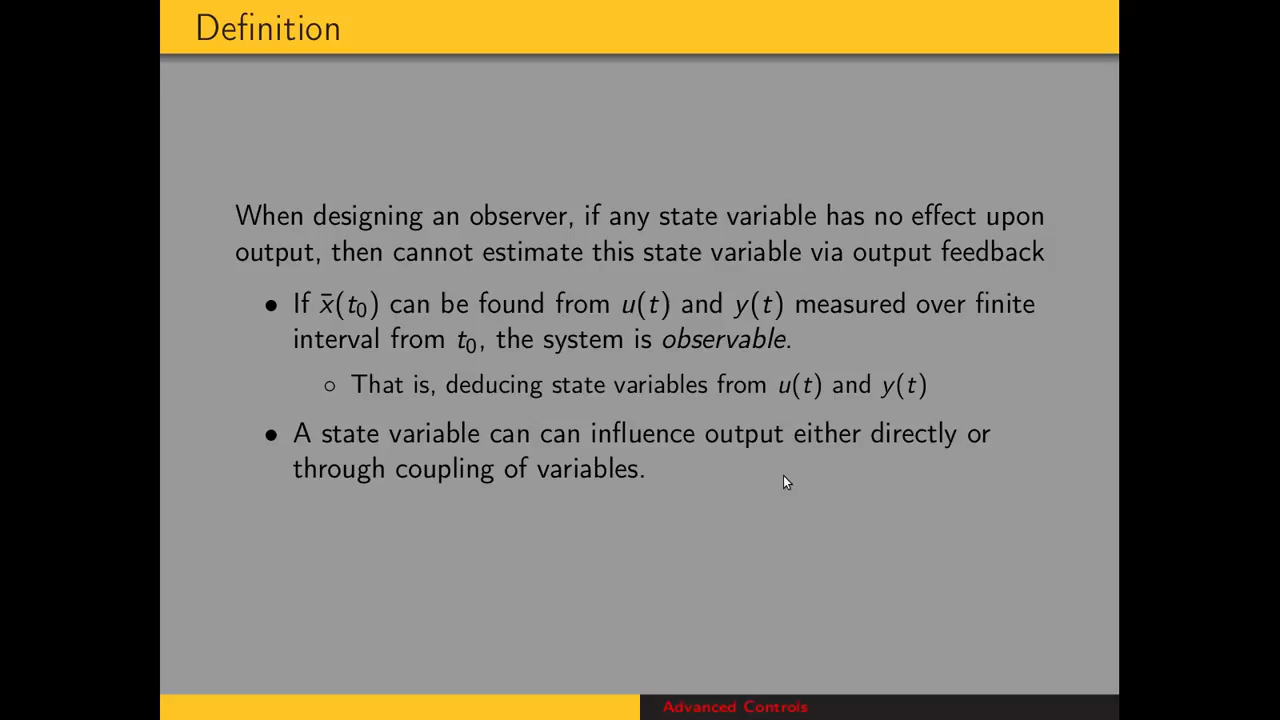 Definition
When designing an observer, if any state variable has no effect upon
output, then cannot estimate this state variable via output feedback
• If x̄(t₀) can be found from u(t) and y(t) measured over finite
interval from t₀, the system is observable.
◦ That is, deducing state variables from u(t) and y(t)
• A state variable can can influence output either directly or
through coupling of variables.
Advanced Controls